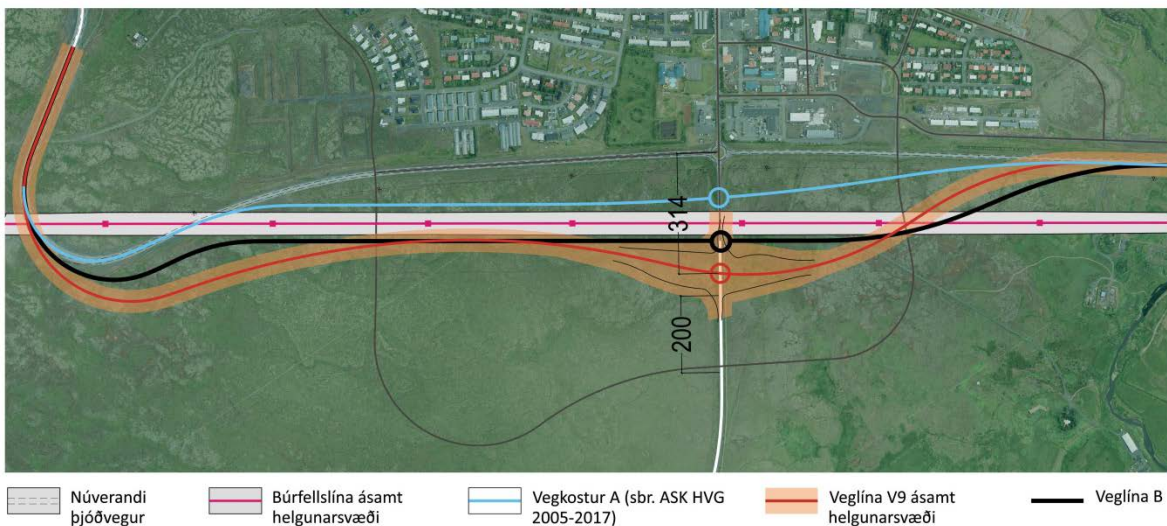 314
200
Núverandi
þjóðvegur
Búrfellslína ásamt
helgunarsvæði
Vegkostur A (sbr. ASK HVG
2005-2017)
Veglína V9 ásamt
helgunarsvæði
Veglína B